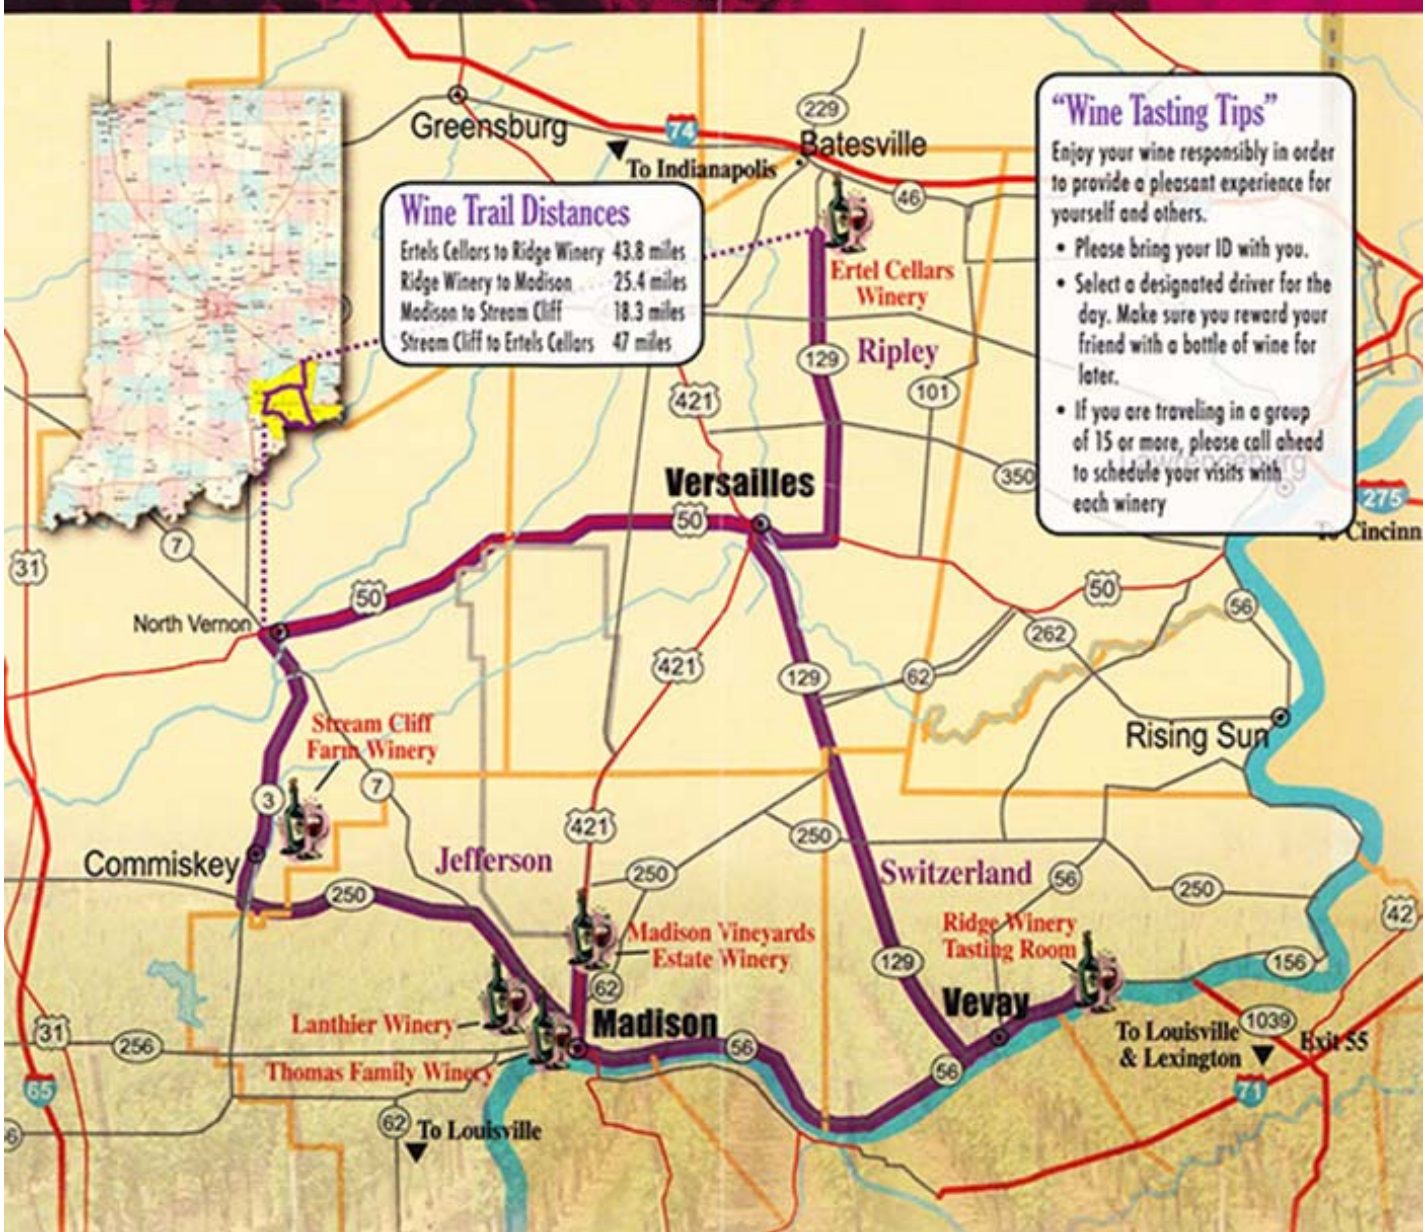 Greensburg
74
To Indianapolis
229
Batesville
46
"Wine Tasting Tips"
Enjoy your wine responsibly in order
to provide a pleasant experience for
yourself and others.
• Please bring your ID with you.
• Select a designated driver for the
day. Make sure you reward your
friend with a bottle of wine for
later.
• If you are traveling in a group
of 15 or more, please call ahead
to schedule your visits with
each winery
Wine Trail Distances
Ertels Cellars to Ridge Winery 43.8 miles
Ridge Winery to Madison 25.4 miles
Madison to Stream Cliff 18.3 miles
Stream Cliff to Ertels Cellars 47 miles
Ertel Cellars
Winery
129
Ripley
101
421
350
Versailles
50
275
To Cincinn
7
31
50
North Vernon
421
129
62
262
50
56
Rising Sun
Stream Cliff
Farm Winery
3
7
421
250
Commiskey
Jefferson
250
250
Switzerland
56
250
42
Madison Vineyards
Estate Winery
62
129
Ridge Winery
Tasting Room
156
Vevay
Lanthier Winery
Madison
Thomas Family Winery
31
256
56
56
To Louisville
& Lexington
1039
Exit 55
71
65
62
To Louisville